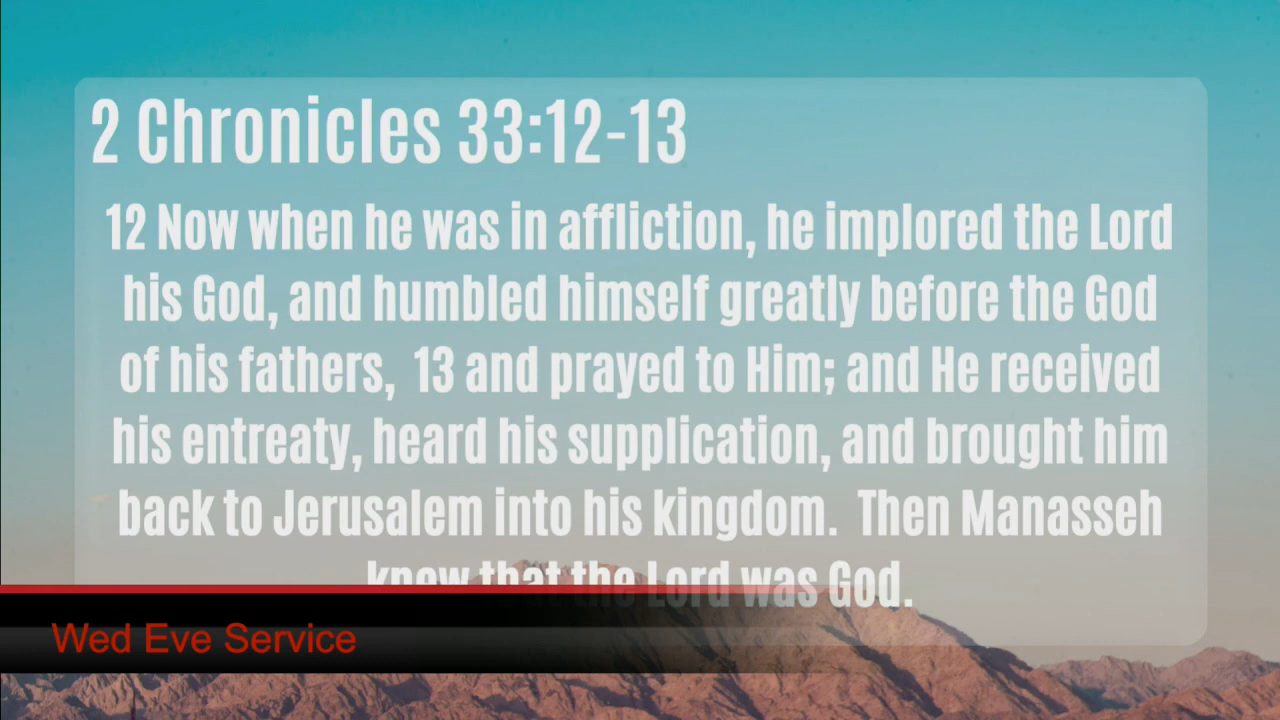 2 Chronicles 33:12-13
12 Now when he was in affliction, he implored the Lord
his God, and humbled himself greatly before the God
of his fathers, 13 and prayed to Him; and He received
his entreaty, heard his supplication, and brought him
back to Jerusalem into his kingdom. Then Manasseh
knew that the Lord was God.
Wed Eve Service